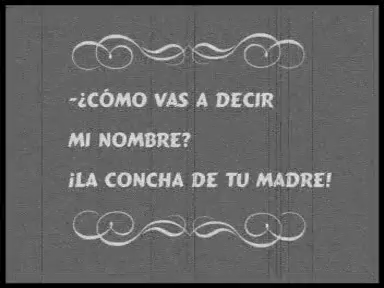 -¿CÓMO VAS A DECIR
MI NOMBRE?
¡LA CONCHA DE TU MADRE!